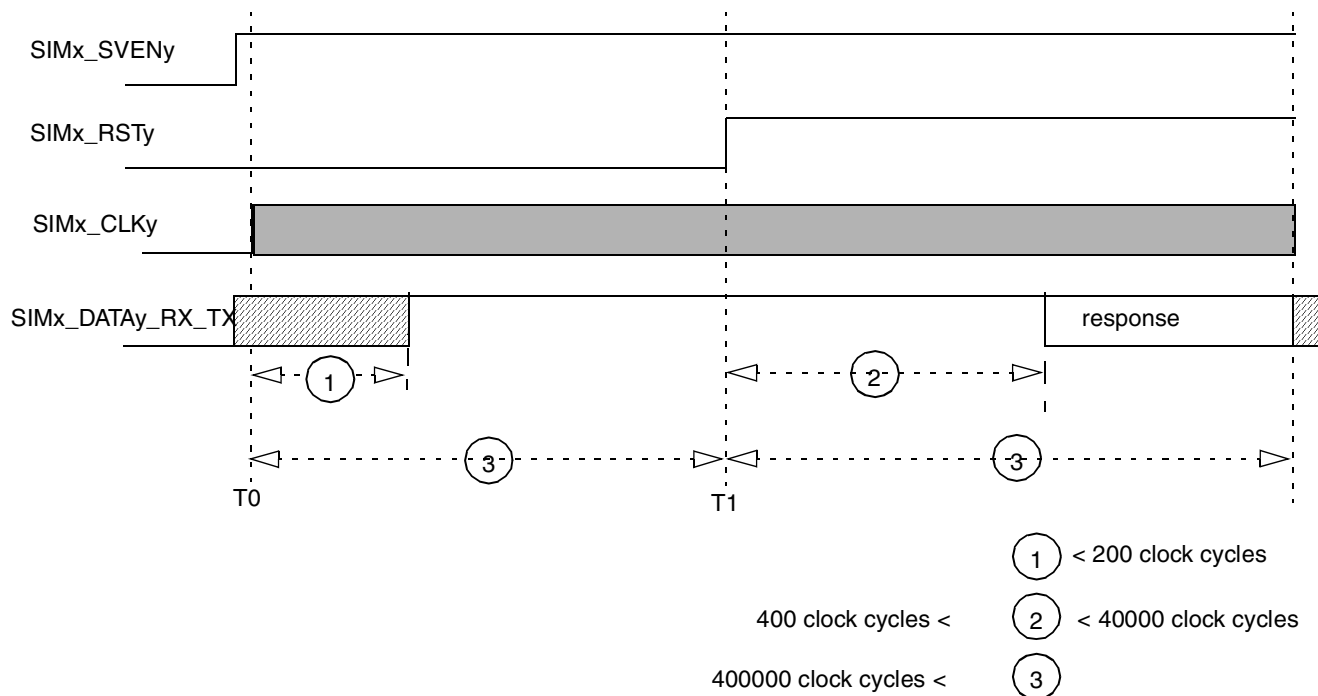 SIMx_SVENy
SIMx_RSTy
SIMx_CLKy
SIMx_DATAy_RX_TX
response
1
2
3
3
T0
T1
1 < 200 clock cycles
400 clock cycles < 2 < 40000 clock cycles
400000 clock cycles < 3